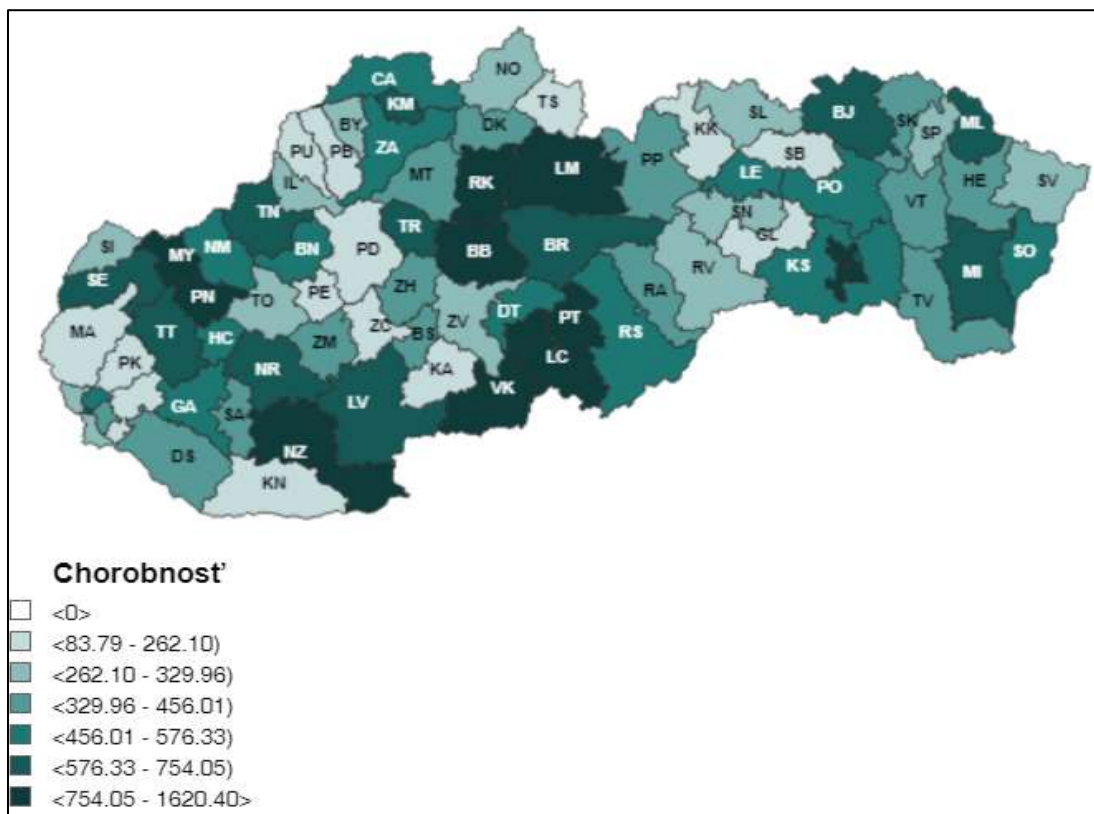 NO
CA
TS
KM
BY
DK
PU
PB
ZA
IL
MT
RK
LM
PP
KK
SL
SB
BJ
SK
SP
ML
LE
PO
HE
SV
VT
TN
BN
PD
TR
BB
BR
SN
GL
RV
KS
MI
SO
TV
SI
MY
NM
SE
PN
TO
PE
ZH
RA
MA
TT
HC
ZM
ZC
BS
ZV
DT
PT
RS
PK
NR
KA
LC
VK
GA
SA
LV
DS
NZ
KN
Chorobnosť
<0>
<83.79 - 262.10)
<262.10 - 329.96)
<329.96 - 456.01)
<456.01 - 576.33)
<576.33 - 754.05)
<754.05 - 1620.40>